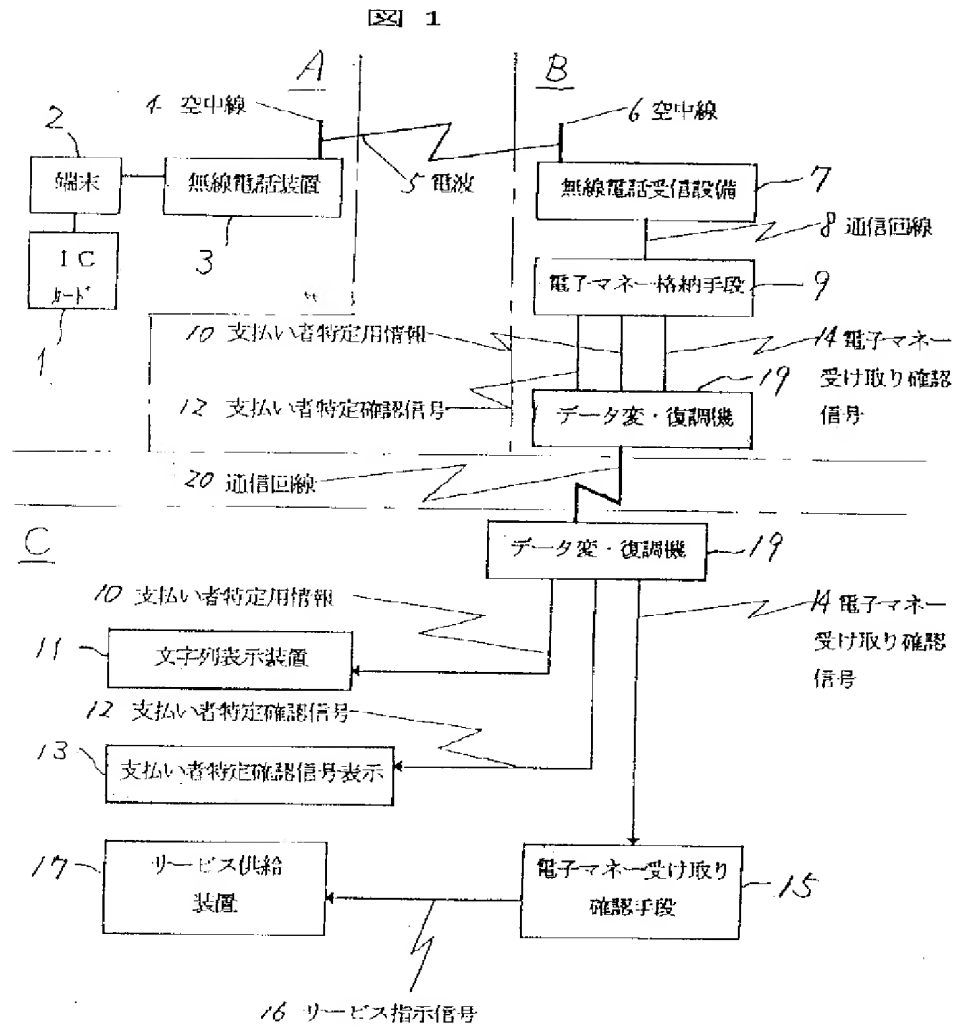 図 1
A
B
4 空中線
6 空中線
2
端末
無線電話装置
3
5 電波
無線電話受信設備
7
8 通信回線
IC
カード
1
電子マネー格納手段
9
10 支払い者特定用情報
14 電子マネー
受け取り確認
信号
19
12 支払い者特定確認信号
データ変・復調機
20 通信回線
C
データ変・復調機
19
10 支払い者特定用情報
14 電子マネー
受け取り確認
信号
11
文字列表示装置
12 支払い者特定確認信号
13
支払い者特定確認信号表示
17
サービス供給
装置
電子マネー受け取り
確認手段
15
16 サービス指示信号